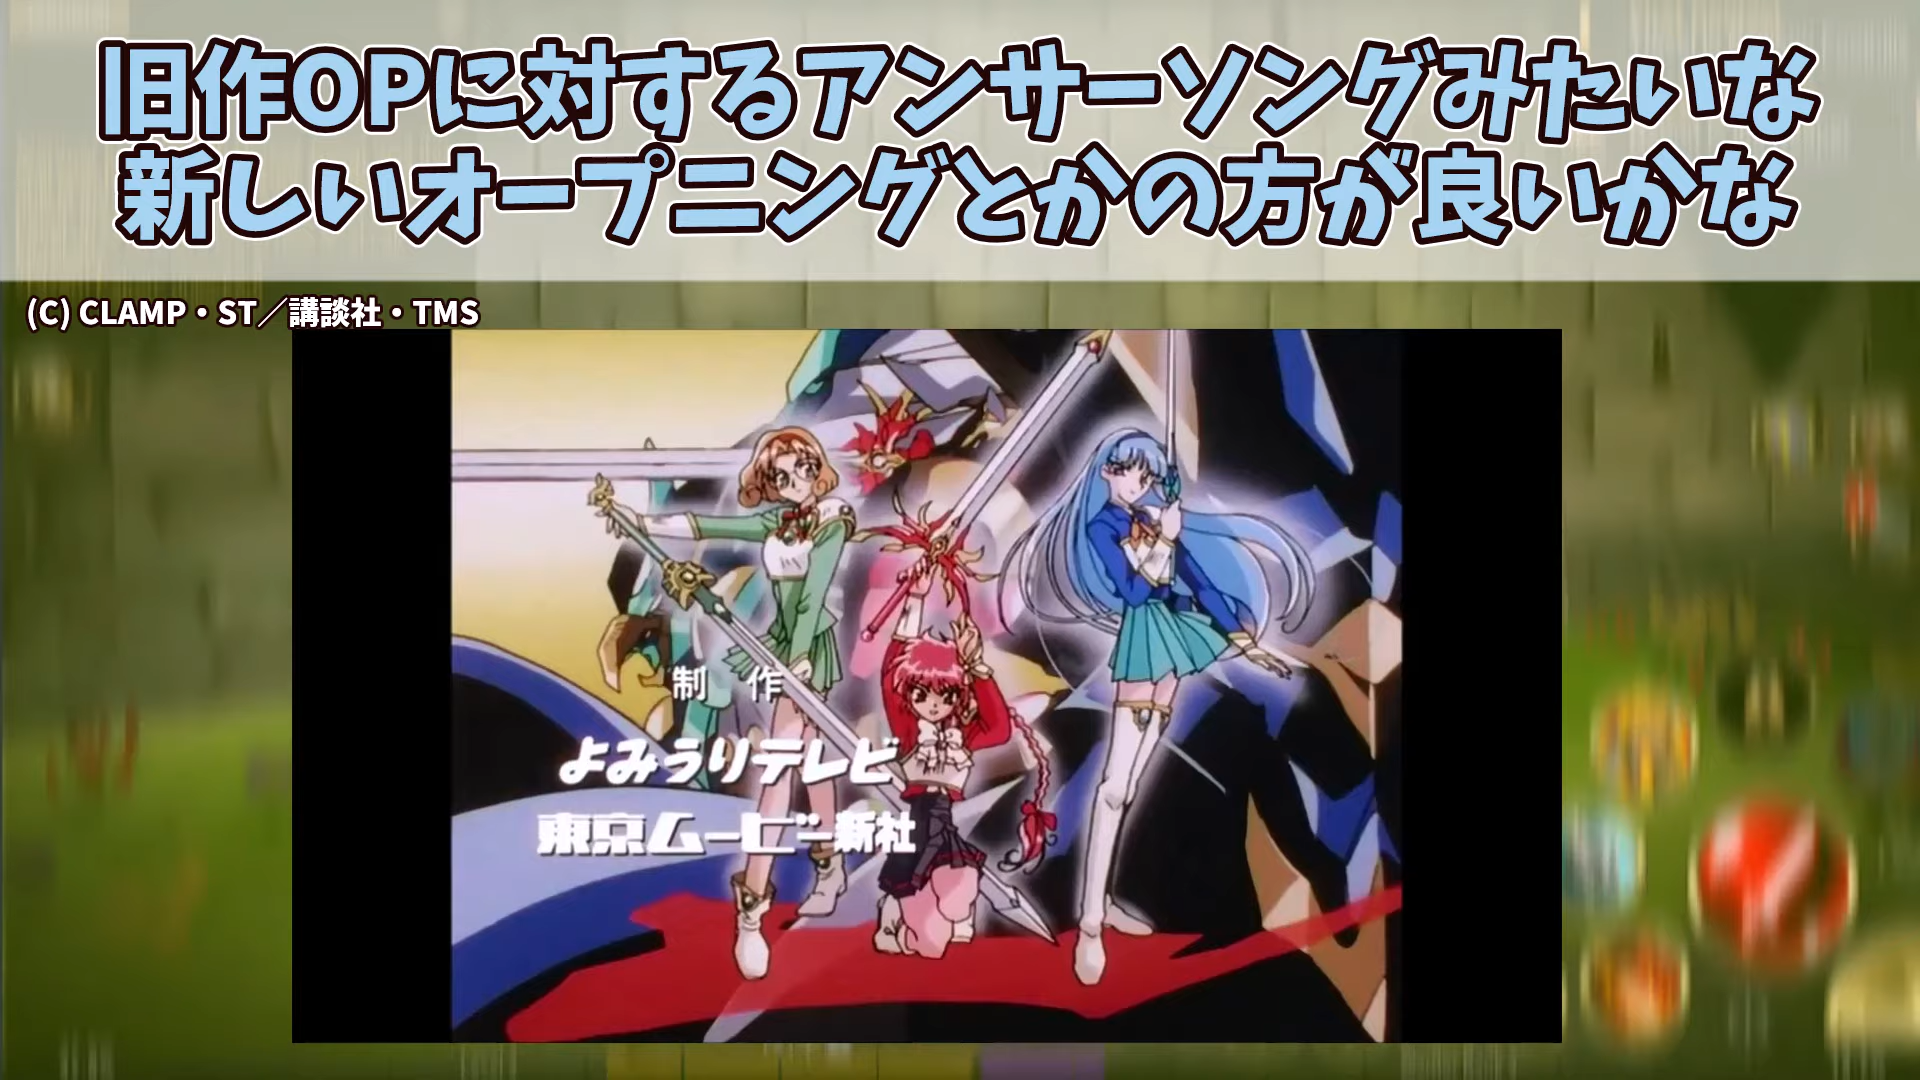 旧作OPに対するアンサーソングみたいな
新しいオープニングとかの方が良いかな
(C) CLAMP・ST／講談社・TMS
制 作
よみうりテレビ
東京ムービー新社